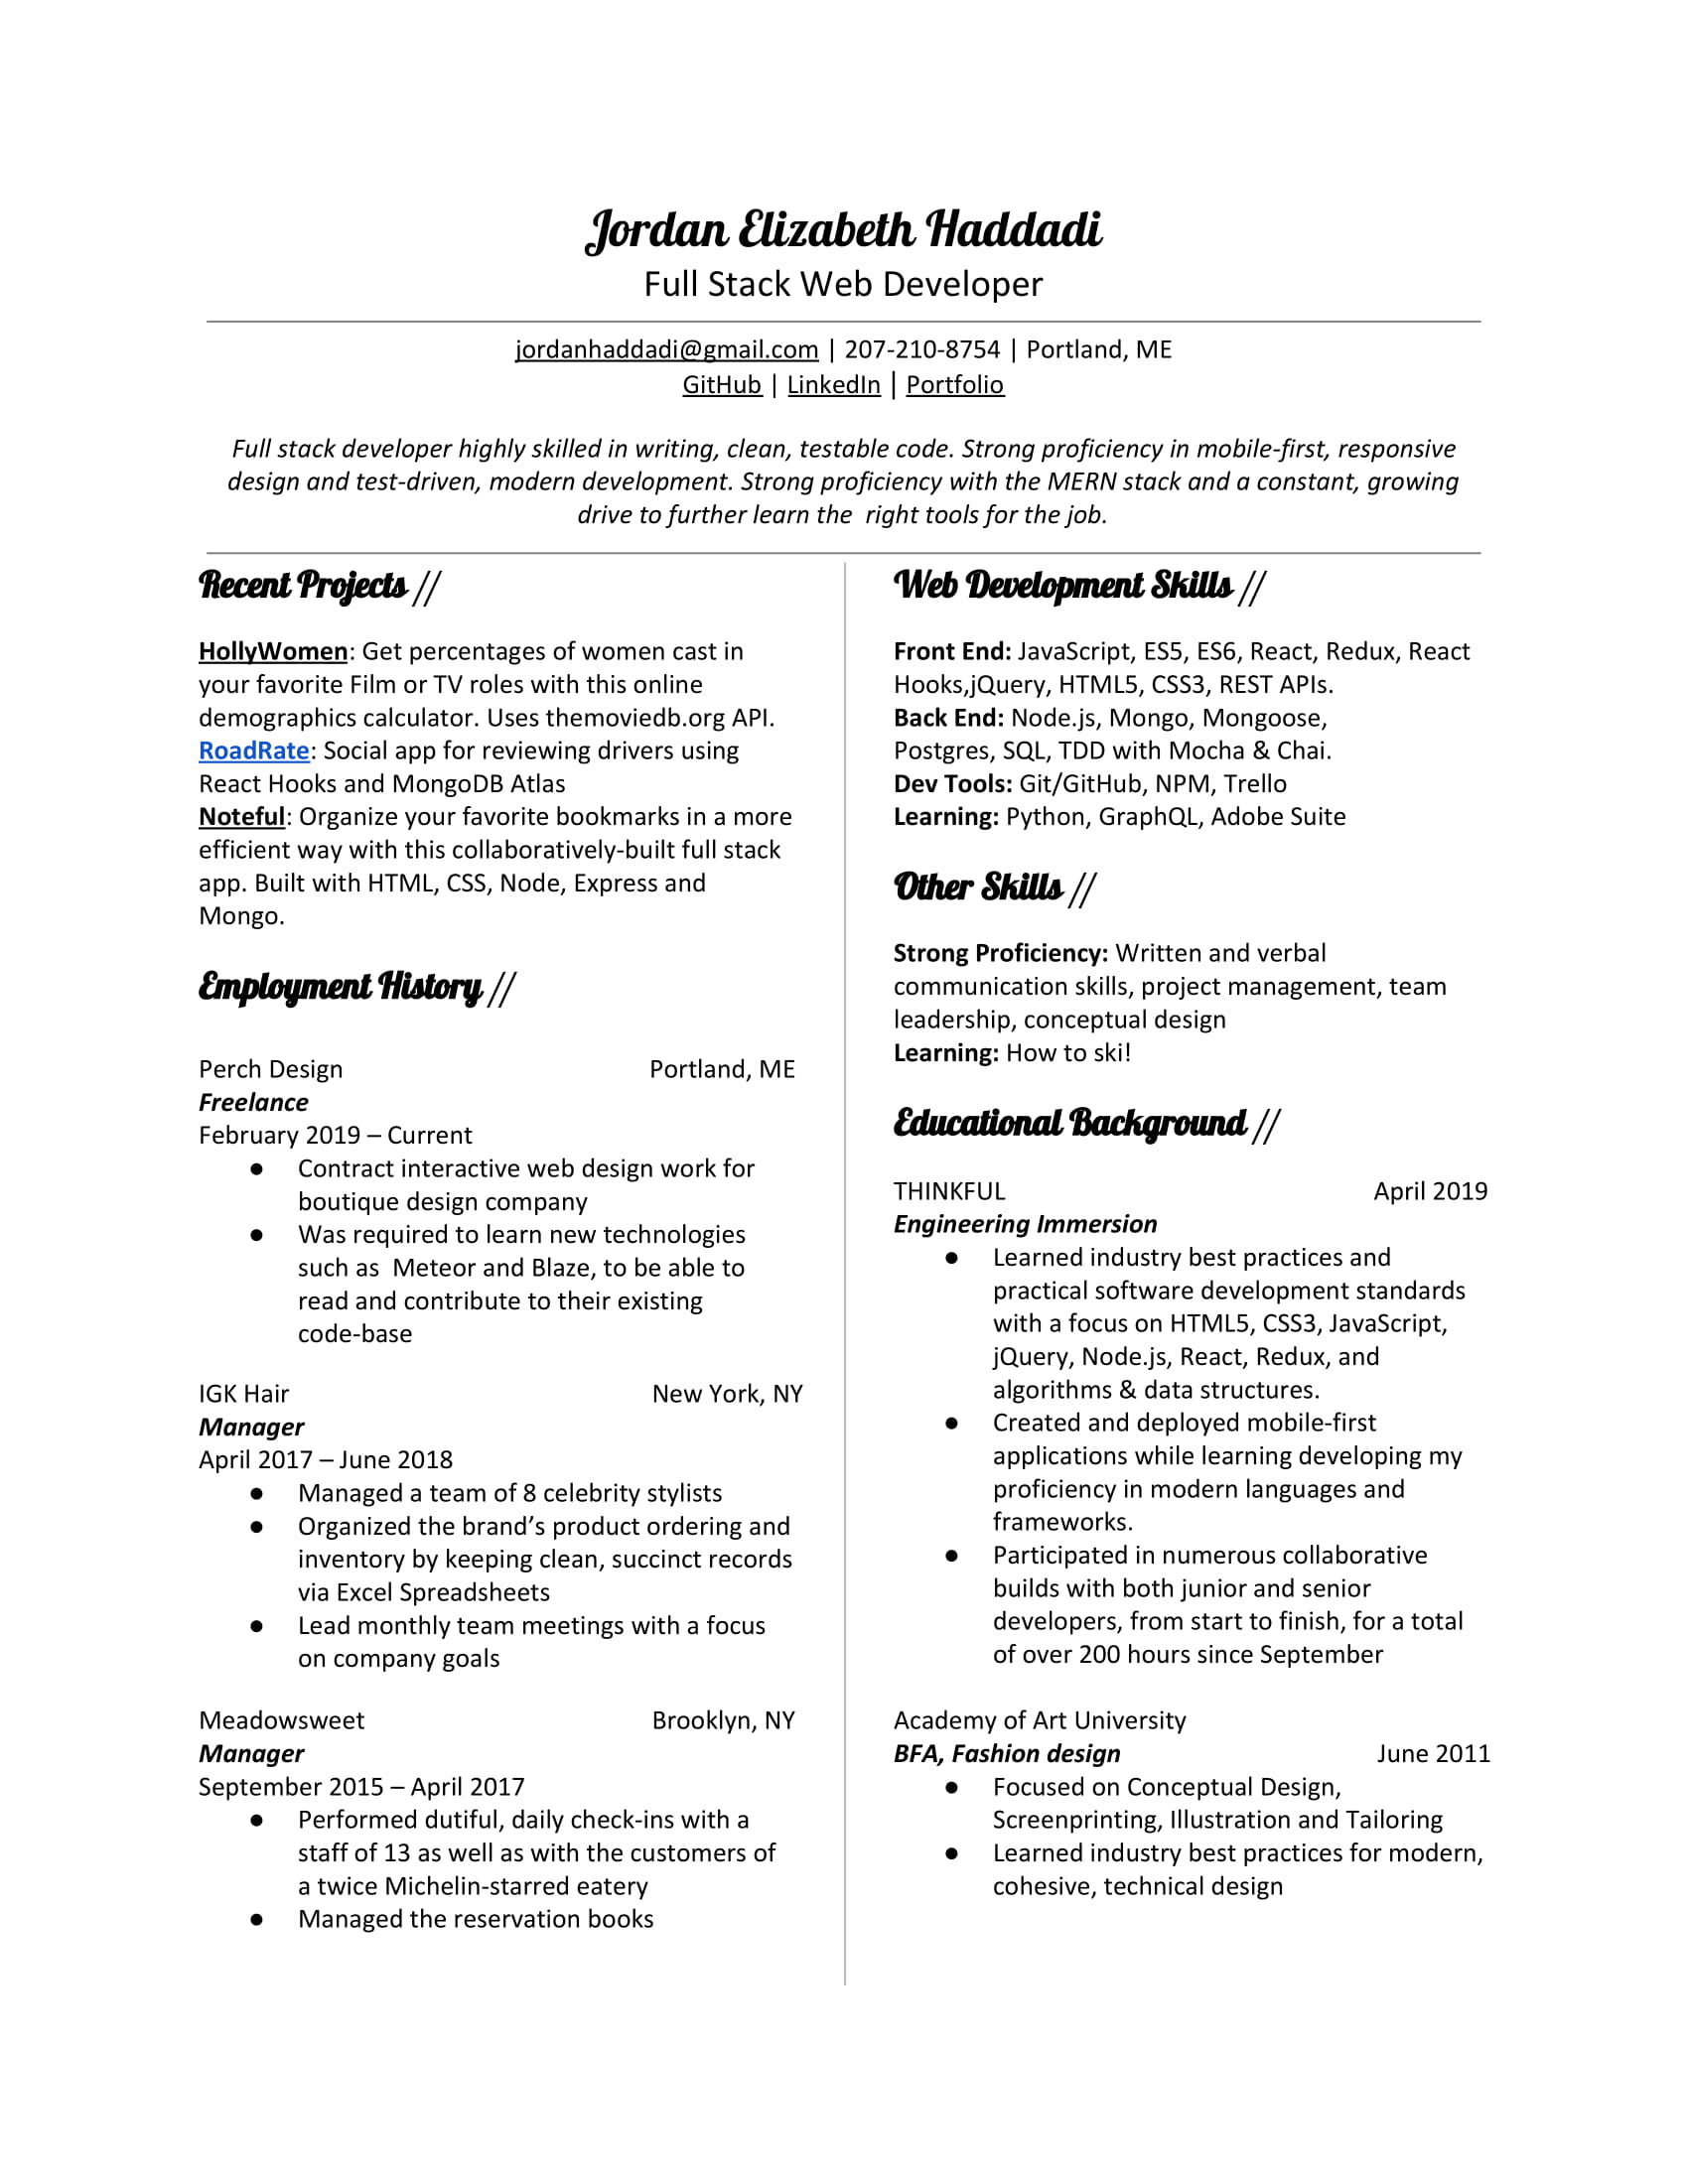 Jordan Elizabeth Haddadi
Full Stack Web Developer
jordanhaddadi@gmail.com | 207-210-8754 | Portland, ME
GitHub | LinkedIn | Portfolio
Full stack developer highly skilled in writing, clean, testable code. Strong proficiency in mobile-first, responsive
design and test-driven, modern development. Strong proficiency with the MERN stack and a constant, growing
drive to further learn the  right tools for the job.
Recent Projects //
HollyWomen: Get percentages of women cast in
your favorite Film or TV roles with this online
demographics calculator. Uses themoviedb.org API.
RoadRate: Social app for reviewing drivers using
React Hooks and MongoDB Atlas
Noteful: Organize your favorite bookmarks in a more
efficient way with this collaboratively-built full stack
app. Built with HTML, CSS, Node, Express and
Mongo.
Employment History //
Perch Design Portland, ME
Freelance
February 2019 – Current
● Contract interactive web design work for
boutique design company
● Was required to learn new technologies
such as  Meteor and Blaze, to be able to
read and contribute to their existing
code-base
IGK Hair New York, NY
Manager
April 2017 – June 2018
● Managed a team of 8 celebrity stylists
● Organized the brand’s product ordering and
inventory by keeping clean, succinct records
via Excel Spreadsheets
● Lead monthly team meetings with a focus
on company goals
Meadowsweet Brooklyn, NY
Manager
September 2015 – April 2017
● Performed dutiful, daily check-ins with a
staff of 13 as well as with the customers of
a twice Michelin-starred eatery
● Managed the reservation books
Web Development Skills //
Front End: JavaScript, ES5, ES6, React, Redux, React
Hooks,jQuery, HTML5, CSS3, REST APIs.
Back End: Node.js, Mongo, Mongoose,
Postgres, SQL, TDD with Mocha & Chai.
Dev Tools: Git/GitHub, NPM, Trello
Learning: Python, GraphQL, Adobe Suite
Other Skills //
Strong Proficiency: Written and verbal
communication skills, project management, team
leadership, conceptual design
Learning: How to ski!
Educational Background //
THINKFUL April 2019
Engineering Immersion
● Learned industry best practices and
practical software development standards
with a focus on HTML5, CSS3, JavaScript,
jQuery, Node.js, React, Redux, and
algorithms & data structures.
● Created and deployed mobile-first
applications while learning developing my
proficiency in modern languages and
frameworks.
● Participated in numerous collaborative
builds with both junior and senior
developers, from start to finish, for a total
of over 200 hours since September
Academy of Art University
BFA, Fashion design June 2011
● Focused on Conceptual Design,
Screenprinting, Illustration and Tailoring
● Learned industry best practices for modern,
cohesive, technical design